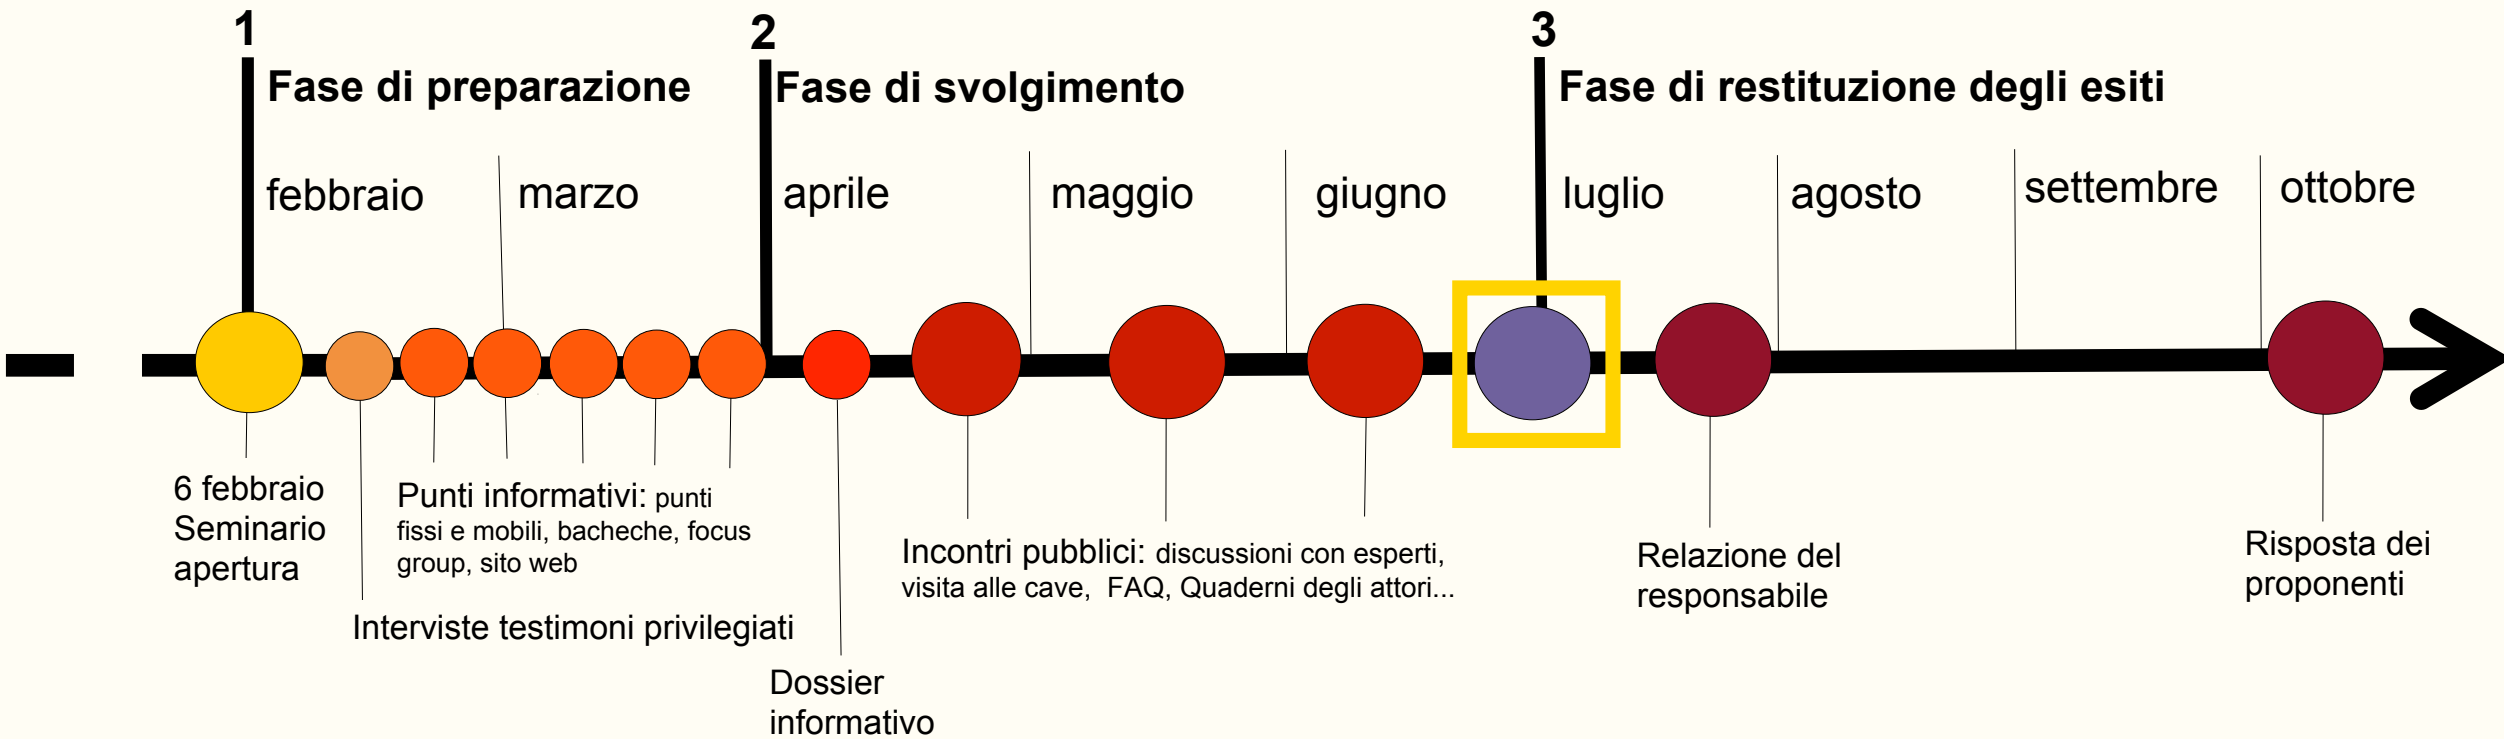 1
2
3
Fase di preparazione
Fase di svolgimento
Fase di restituzione degli esiti
febbraio
marzo
aprile
maggio
giugno
luglio
agosto
settembre
ottobre
6 febbraio
Seminario
apertura
Punti informativi: punti
fissi e mobili, bacheche, focus
group, sito web
Interviste testimoni privilegiati
Dossier
informativo
Incontri pubblici: discussioni con esperti,
visita alle cave, FAQ, Quaderni degli attori...
Relazione del
responsabile
Risposta dei
proponenti